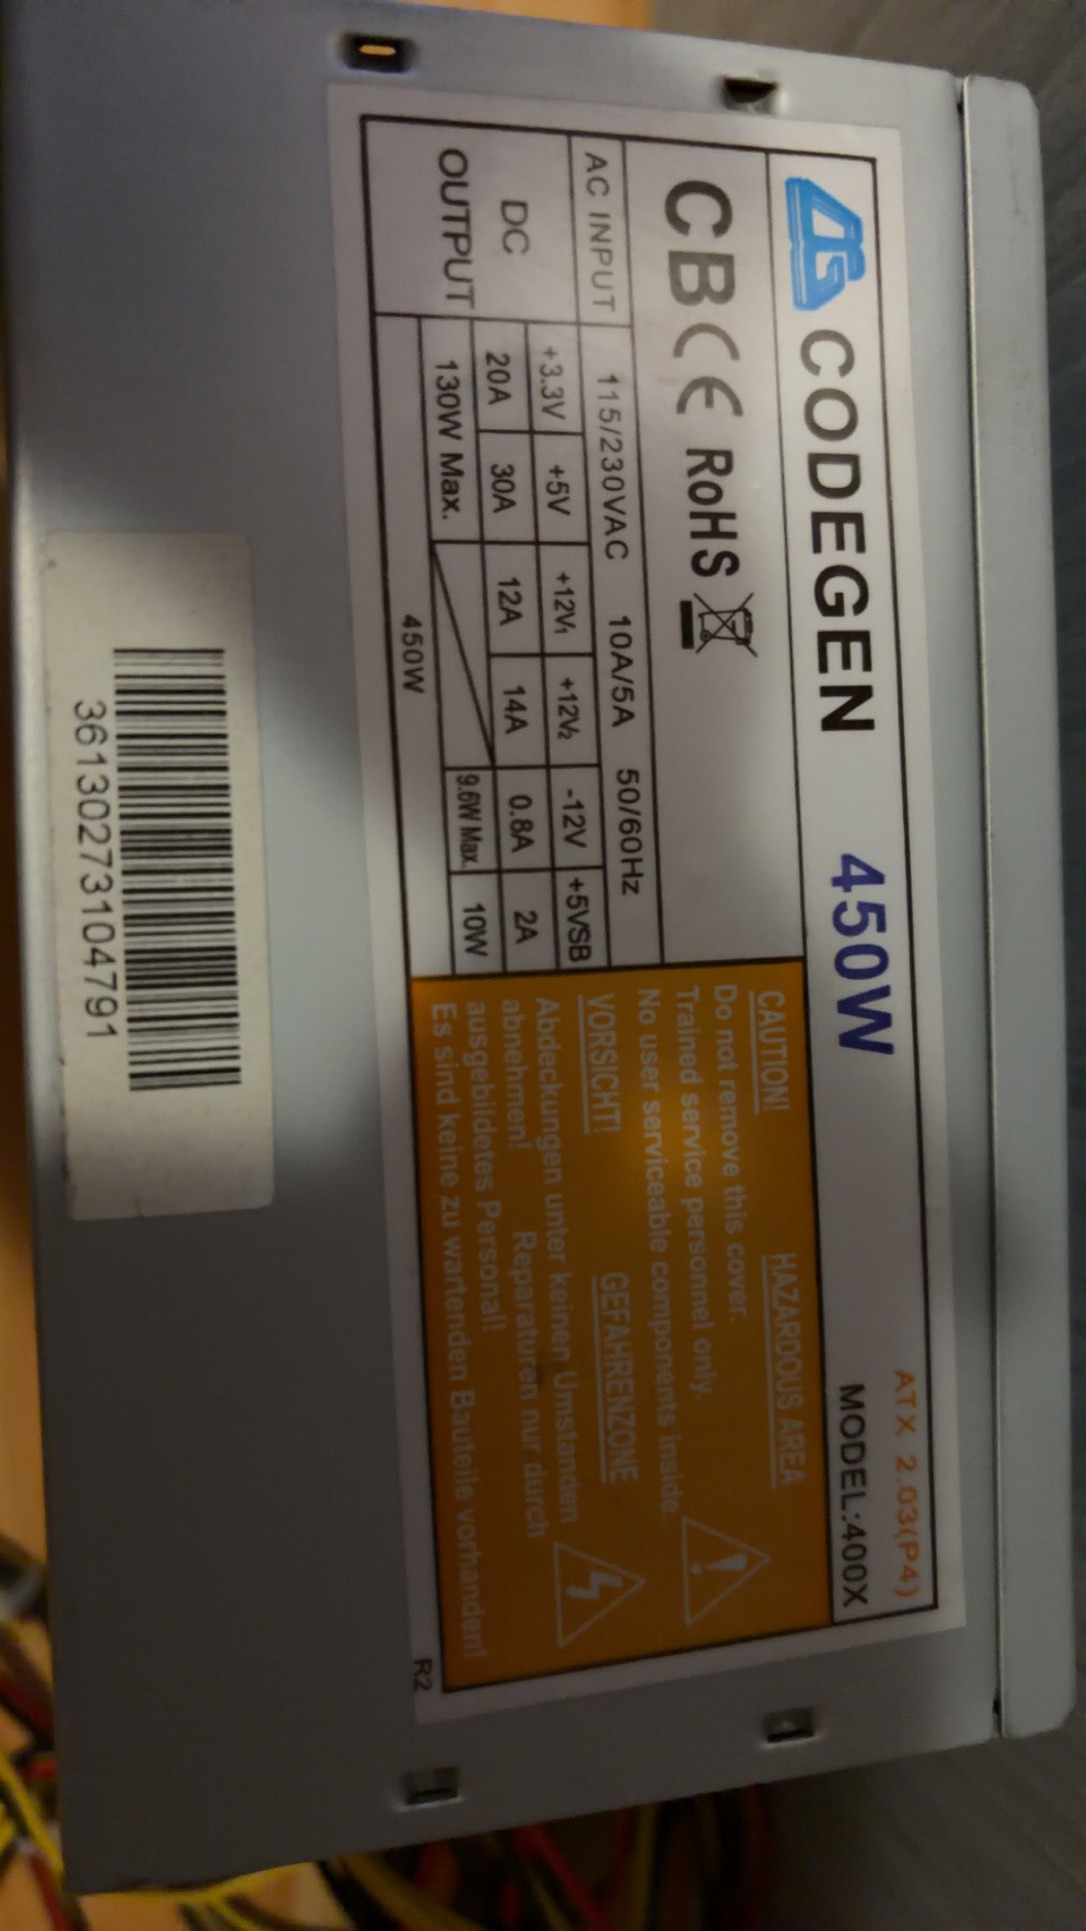 CODEGEN 450W
ATX 2.03(P4)
MODEL:400X
CB CE RoHS
AC INPUT 115/230VAC 10A/5A 50/60Hz
DC OUTPUT
+3.3V +5V +12V₁ +12V₂ -12V +5VSB
20A 30A 12A 14A 0.8A 2A
130W Max. 9.6W Max. 10W
450W
CAUTION! HAZARDOUS AREA
Do not remove this cover.
Trained service personnel only.
No user serviceable components inside.
VORSICHT! GEFAHRENZONE
Abdeckungen unter keinen Umstanden
abnehmen! Reparaturen nur durch
ausgebildetes Personal!
Es sind keine zu wartenden Bauteile vorhanden!
R2
36130273104791